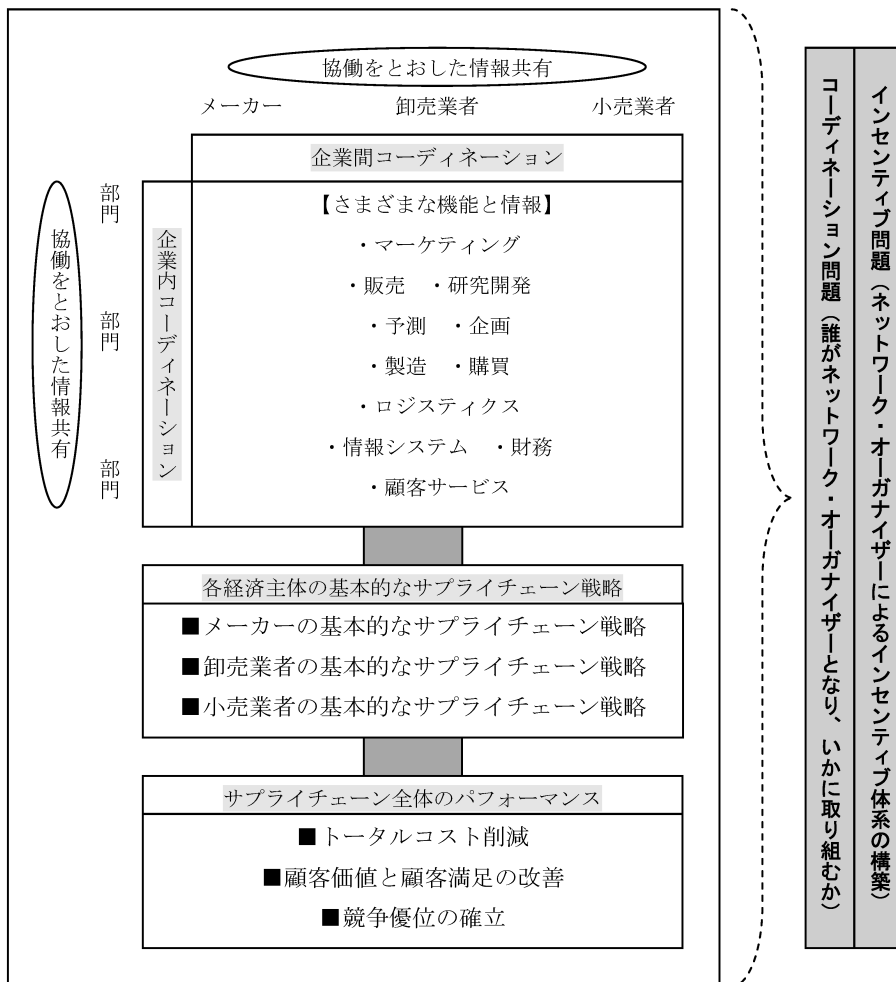 協働をとおした情報共有
メーカー 卸売業者 小売業者
企業間コーディネーション
部門
部門
部門
協働をとおした情報共有
企業内コーディネーション
【さまざまな機能と情報】
・マーケティング
・販売 ・研究開発
・予測 ・企画
・製造 ・購買
・ロジスティクス
・情報システム ・財務
・顧客サービス
各経済主体の基本的なサプライチェーン戦略
■メーカーの基本的なサプライチェーン戦略
■卸売業者の基本的なサプライチェーン戦略
■小売業者の基本的なサプライチェーン戦略
サプライチェーン全体のパフォーマンス
■トータルコスト削減
■顧客価値と顧客満足の改善
■競争優位の確立
インセンティブ問題（ネットワーク・オーガナイザーによるインセンティブ体系の構築）
コーディネーション問題（誰がネットワーク・オーガナイザーとなり、いかに取り組むか）